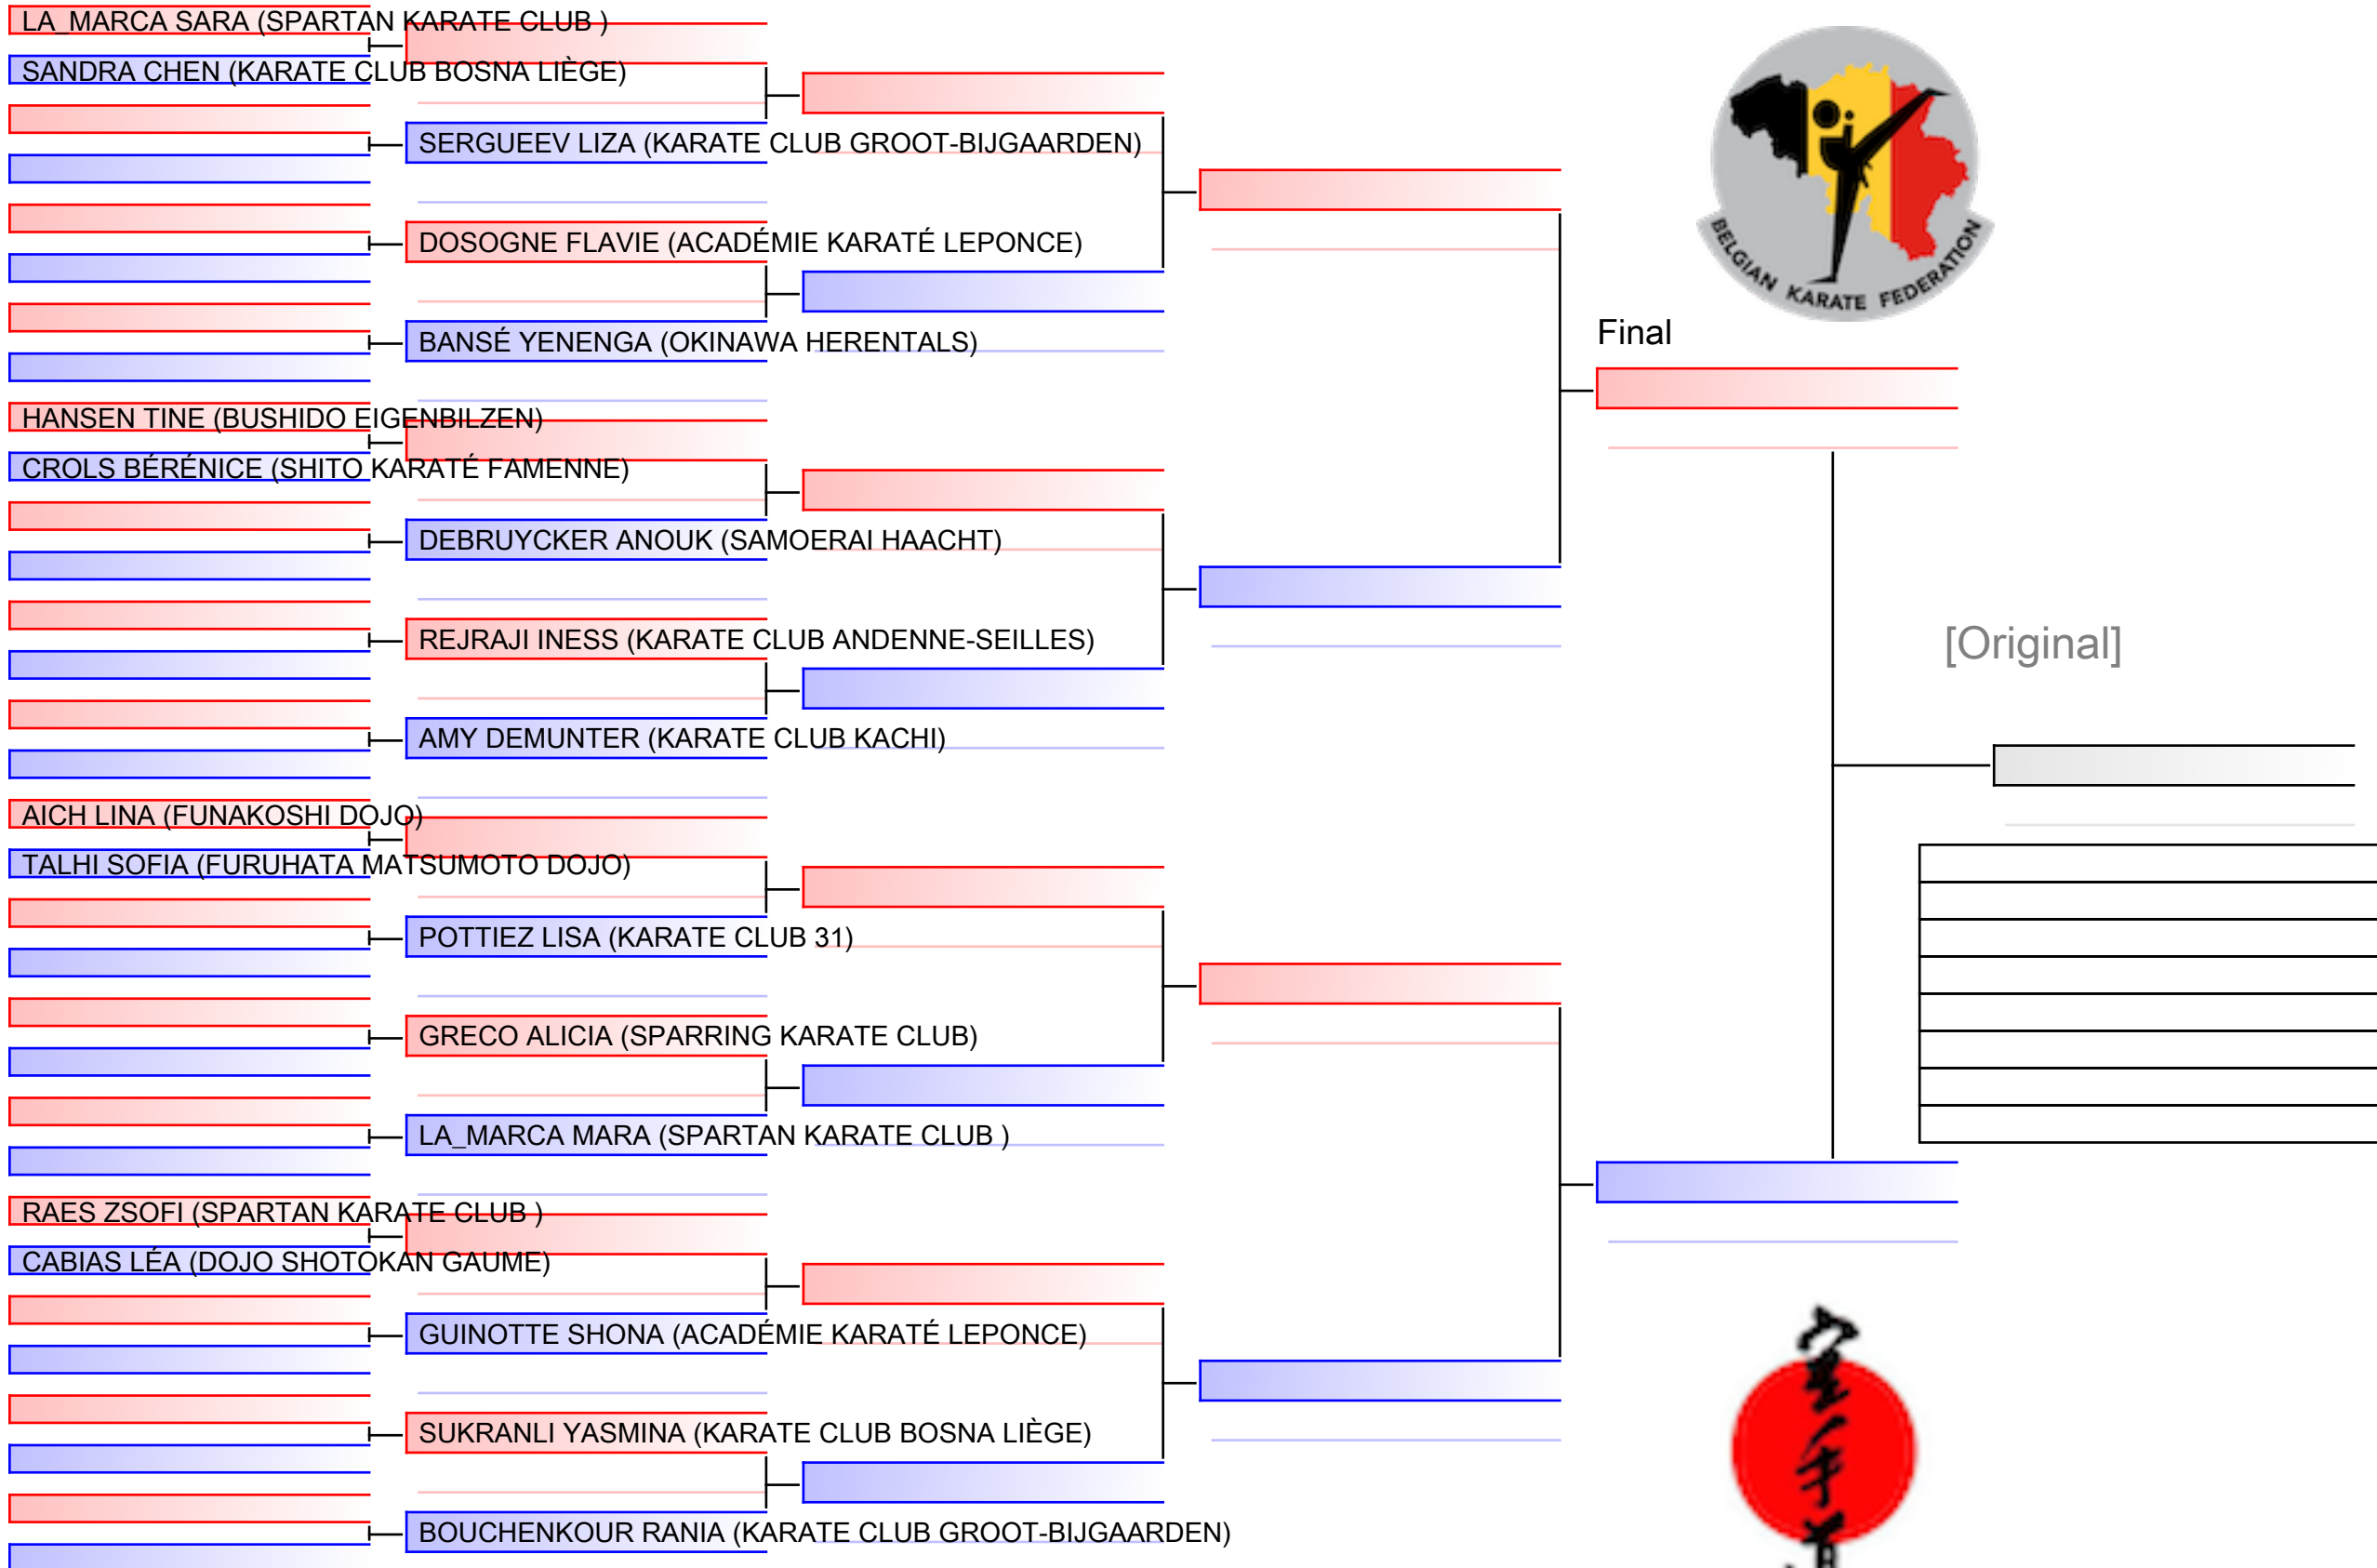 LA_MARCA SARA (SPARTAN KARATE CLUB )
SANDRA CHEN (KARATE CLUB BOSNA LIÈGE)
SERGUEEV LIZA (KARATE CLUB GROOT-BIJGAARDEN)
DOSOGNE FLAVIE (ACADÉMIE KARATÉ LEPONCE)
BANSÉ YENENGA (OKINAWA HERENTALS)
HANSEN TINE (BUSHIDO EIGENBILZEN)
CROLS BÉRÉNICE (SHITO KARATÉ FAMENNE)
DEBRUYCKER ANOUK (SAMOERAI HAACHT)
REJRAJI INESS (KARATE CLUB ANDENNE-SEILLES)
AMY DEMUNTER (KARATE CLUB KACHI)
AICH LINA (FUNAKOSHI DOJO)
TALHI SOFIA (FURUHATA MATSUMOTO DOJO)
POTTIEZ LISA (KARATE CLUB 31)
GRECO ALICIA (SPARRING KARATE CLUB)
LA_MARCA MARA (SPARTAN KARATE CLUB )
RAES ZSOFI (SPARTAN KARATE CLUB )
CABIAS LÉA (DOJO SHOTOKAN GAUME)
GUINOTTE SHONA (ACADÉMIE KARATÉ LEPONCE)
SUKRANLI YASMINA (KARATE CLUB BOSNA LIÈGE)
BOUCHENKOUR RANIA (KARATE CLUB GROOT-BIJGAARDEN)
BELGIAN KARATE FEDERATION
Final
[Original]